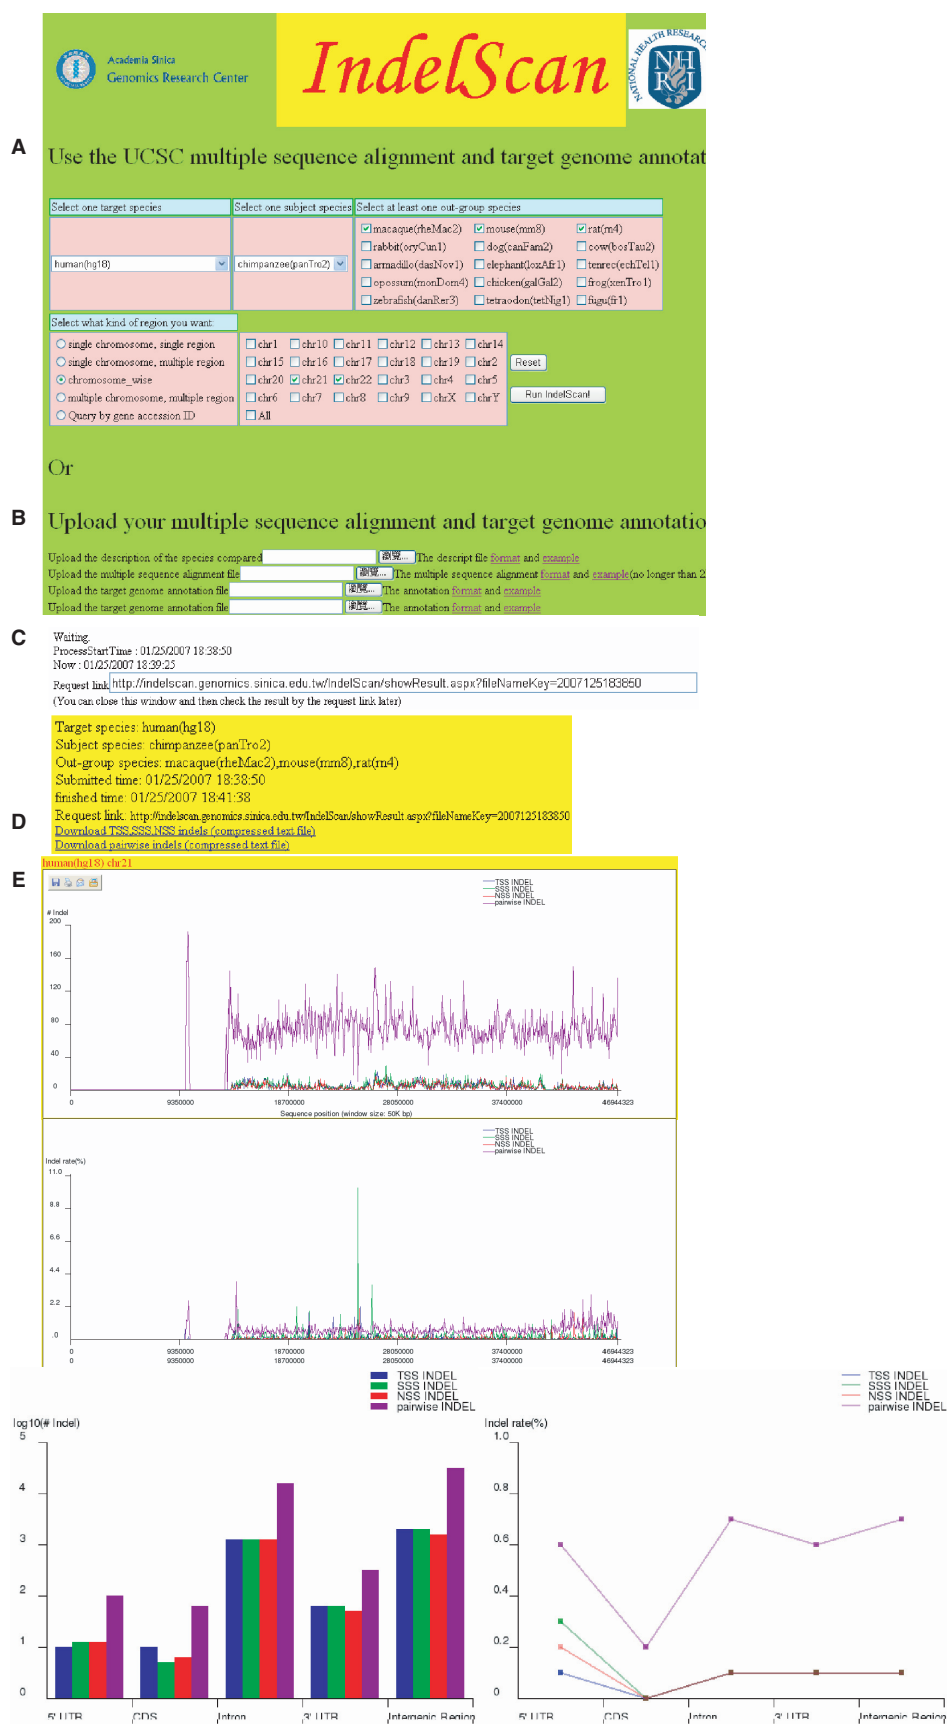 Academia Sinica
Genomics Research Center
IndelScan
NATIONAL HEALTH RESEARC
NH
RI
A
Use the UCSC multiple sequence alignment and target genome annotat
Select one target species
Select one subject species
Select at least one out-group species
human(hg18)
chimpanzee(panTro2)
macaque(rheMac2) mouse(mm8) rat(rn4)
rabbit(oryCun1) dog(canFam2) cow(bosTau2)
armadillo(dasNov1) elephant(loxAfr1) tenrec(echTel1)
opossum(monDom4) chicken(galGal2) frog(xenTro1)
zebrafish(danRer3) tetraodon(tetNig1) fugu(fr1)
Select what kind of region you want:
single chromosome, single region
single chromosome, multiple region
chromosome_wise
multiple chromosome, multiple region
Query by gene accession ID
chr1 chr10 chr11 chr12 chr13 chr14
chr15 chr16 chr17 chr18 chr19 chr2
chr20 chr21 chr22 chr3 chr4 chr5
chr6 chr7 chr8 chr9 chrX chrY
All
Reset
Run IndelScan!
Or
B
Upload your multiple sequence alignment and target genome annotatio
Upload the description of the species compared The descript file format and example
Upload the multiple sequence alignment file The multiple sequence alignment format and example(no longer than 2
Upload the target genome annotation file The annotation format and example
Upload the target genome annotation file The annotation format and example
C
Waiting.
ProcessStartTime : 01/25/2007 18:38:50
Now : 01/25/2007 18:39:25
Request link http://indelscan.genomics.sinica.edu.tw/IndelScan/showResult.aspx?fileNameKey=2007125183850
(You can close this window and then check the result by the request link later)
Target species: human(hg18)
Subject species: chimpanzee(panTro2)
Out-group species: macaque(rheMac2),mouse(mm8),rat(rn4)
Submitted time: 01/25/2007 18:38:50
finished time: 01/25/2007 18:41:38
D
Request link: http://indelscan.genomics.sinica.edu.tw/IndelScan/showResult.aspx?fileNameKey=2007125183850
Download TSS,SSS,NSS indels (compressed text file)
Download pairwise indels (compressed text file)
E
human(hg18) chr21
TSS INDEL
SSS INDEL
NSS INDEL
pairwise INDEL
# Indel
200
160
120
80
40
0
0 9350000 18700000 28050000 37400000 46944323
Sequence position (window size: 50K bp)
TSS INDEL
SSS INDEL
NSS INDEL
pairwise INDEL
Indel rate(%)
11.0
8.8
6.6
4.4
2.2
.0
0 9350000 18700000 28050000 37400000 46944323
0 9350000 18700000 28050000 37400000 46944323
TSS INDEL
SSS INDEL
NSS INDEL
pairwise INDEL
log10(# Indel)
5
4
3
2
1
0
5' UTR CDS Intron 3' UTR Intergenic Region
TSS INDEL
SSS INDEL
NSS INDEL
pairwise INDEL
Indel rate(%)
1.0
0.8
0.6
0.4
0.2
0
5' UTR CDS Intron 3' UTR Intergenic Region